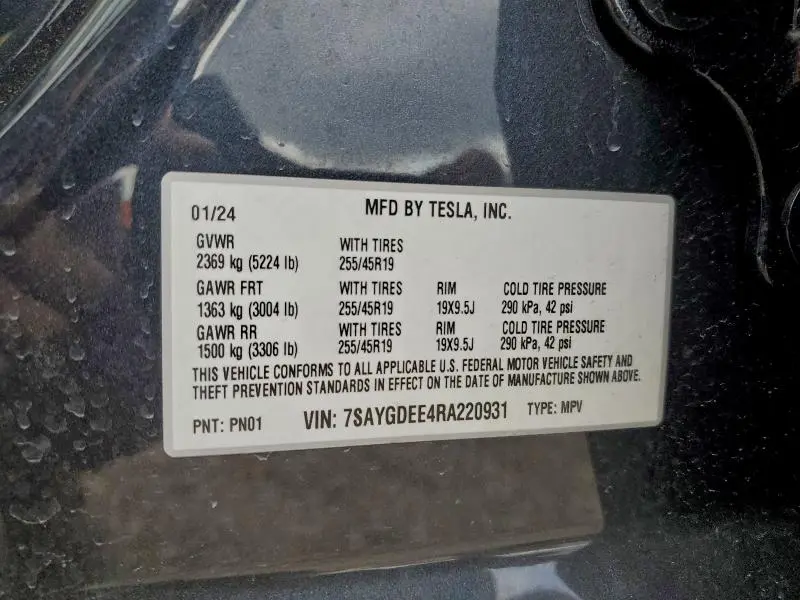 01/24 MFD BY TESLA, INC.
GVWR WITH TIRES
2369 kg (5224 lb) 255/45R19
GAWR FRT WITH TIRES RIM COLD TIRE PRESSURE
1363 kg (3004 lb) 255/45R19 19X9.5J 290 kPa, 42 psi
GAWR RR WITH TIRES RIM COLD TIRE PRESSURE
1500 kg (3306 lb) 255/45R19 19X9.5J 290 kPa, 42 psi
THIS VEHICLE CONFORMS TO ALL APPLICABLE U.S. FEDERAL MOTOR VEHICLE SAFETY AND
THEFT PREVENTION STANDARDS IN EFFECT ON THE DATE OF MANUFACTURE SHOWN ABOVE.
PNT: PN01 VIN: 7SAYGDEE4RA220931 TYPE: MPV